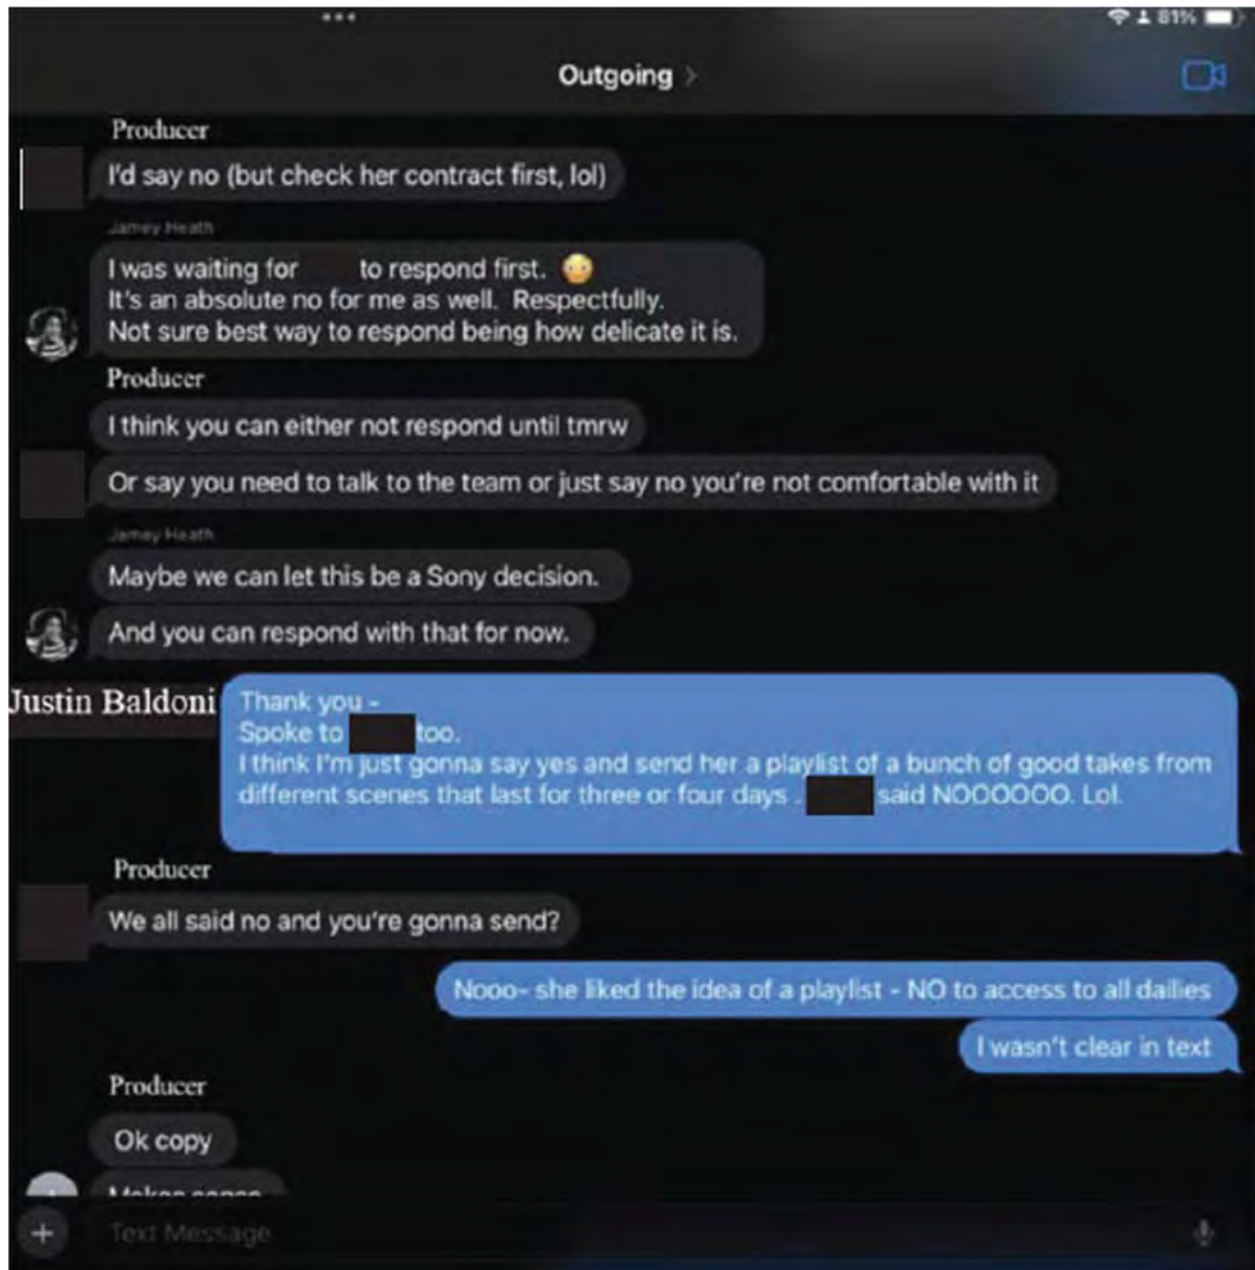 81%
Outgoing >
Producer
I'd say no (but check her contract first, lol)
Jamey Heath
I was waiting for to respond first. 😳
It's an absolute no for me as well. Respectfully.
Not sure best way to respond being how delicate it is.
Producer
I think you can either not respond until tmrw
Or say you need to talk to the team or just say no you're not comfortable with it
Jamey Heath
Maybe we can let this be a Sony decision.
And you can respond with that for now.
Justin Baldoni
Thank you -
Spoke to too.
I think I'm just gonna say yes and send her a playlist of a bunch of good takes from
different scenes that last for three or four days . said NOOOOOO. Lol.
Producer
We all said no and you're gonna send?
Nooo- she liked the idea of a playlist - NO to access to all dailies
I wasn't clear in text
Producer
Ok copy
Makes sense
+ Text Message